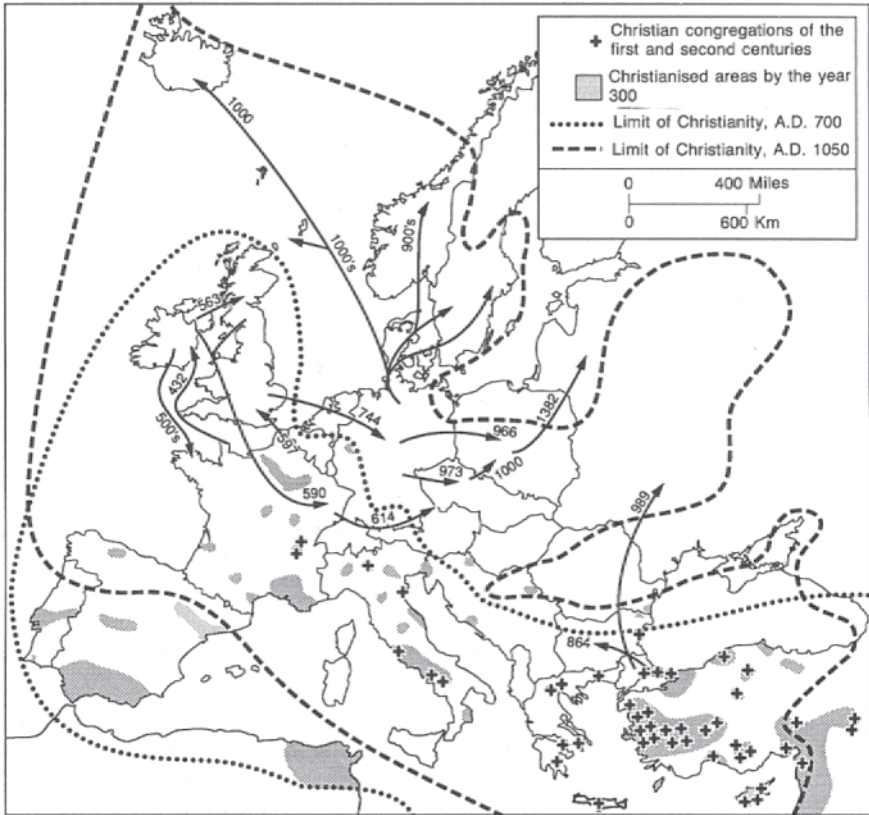 Christian congregations of the
first and second centuries
Christianised areas by the year
300
Limit of Christianity, A.D. 700
Limit of Christianity, A.D. 1050
0 400 Miles
0 600 Km
1000
1000's
900's
563
432
500's
597
744
590
614
966
973
1000
1382
989
864